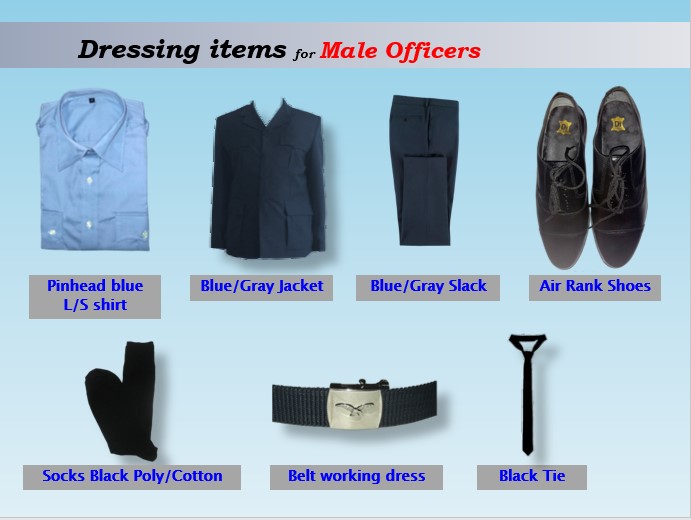 Dressing items for Male Officers
Pinhead blue
L/S shirt
Blue/Gray Jacket
Blue/Gray Slack
Air Rank Shoes
Socks Black Poly/Cotton
Belt working dress
Black Tie